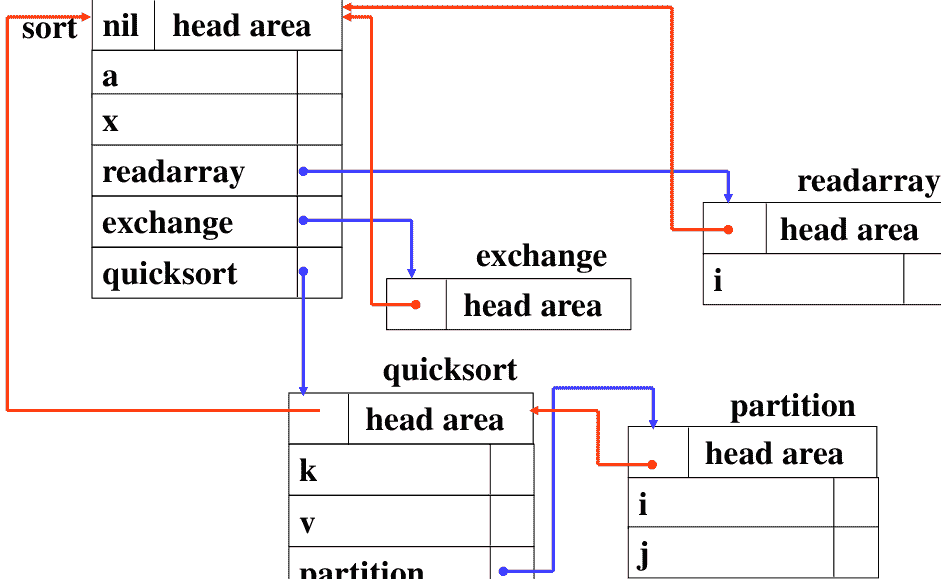 sort
nil head area
a
x
readarray
exchange
quicksort
readarray
head area
i
exchange
head area
quicksort
head area
k
v
partition
partition
head area
i
j